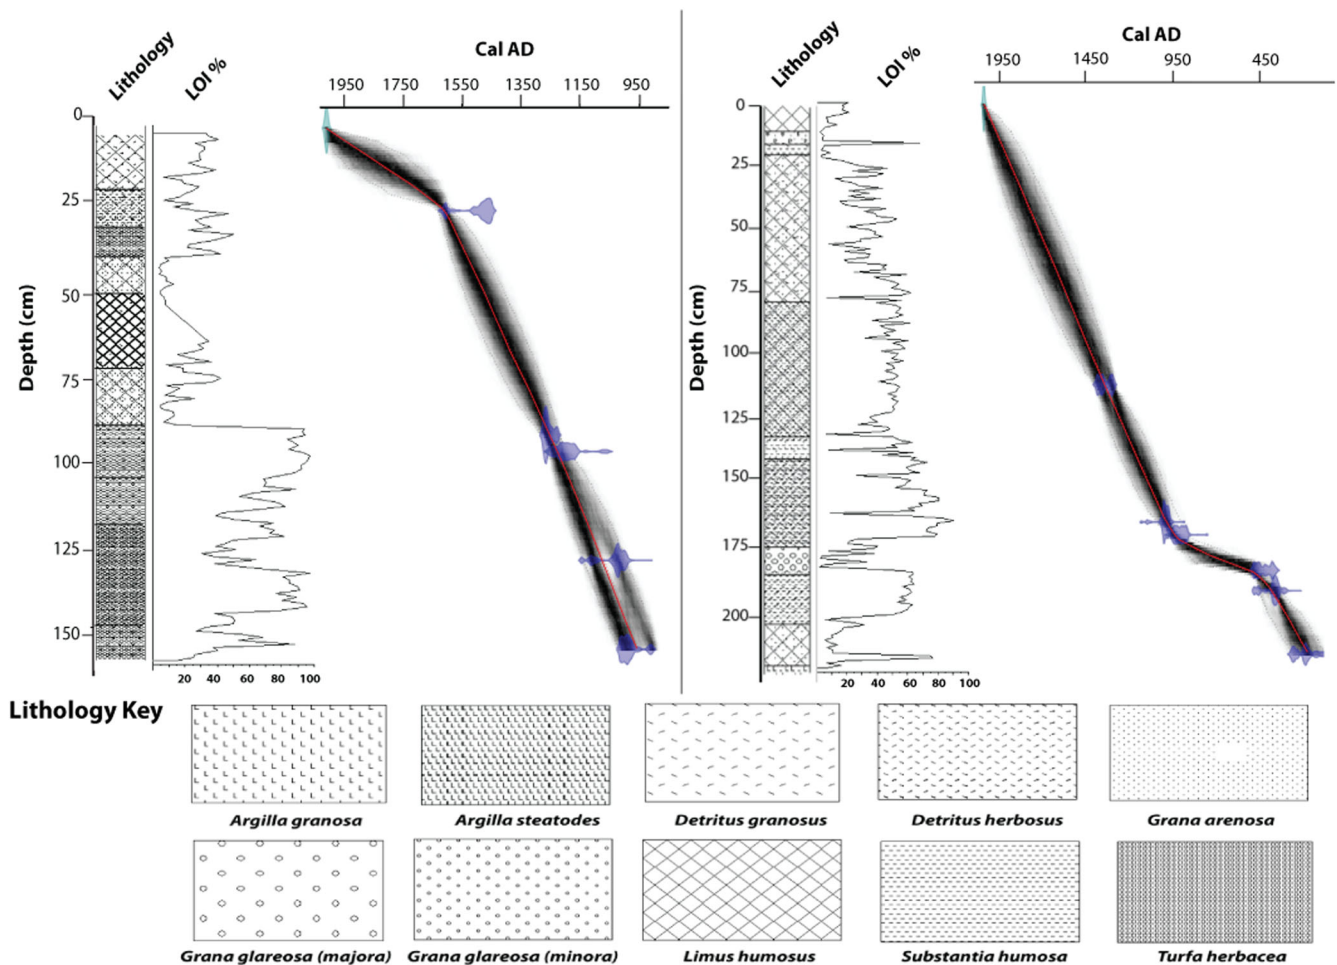 Lithology
LOI %
Cal AD
1950 1750 1550 1350 1150 950
0
25
50
75
100
125
150
Depth (cm)
20 40 60 80 100
Lithology
LOI %
Cal AD
1950 1450 950 450
0
25
50
75
100
125
150
175
200
Depth (cm)
20 40 60 80 100
Lithology Key
Argilla granosa
Argilla steatodes
Detritus granosus
Detritus herbosus
Grana arenosa
Grana glareosa (majora)
Grana glareosa (minora)
Limus humosus
Substantia humosa
Turfa herbacea